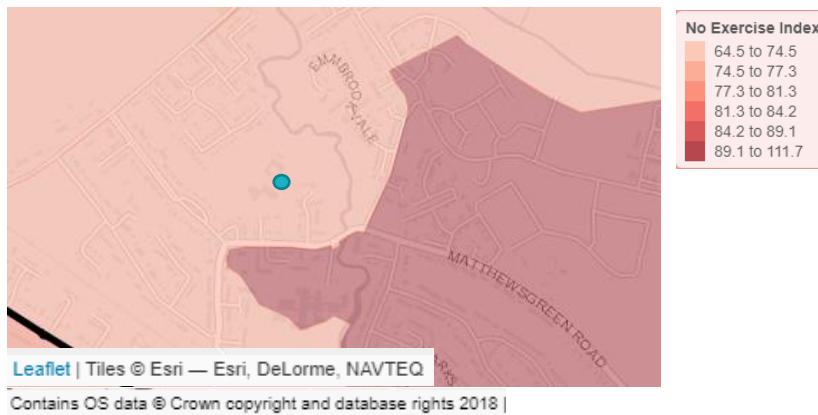 EMMBROOK VALE
MATTHEWSGREEN ROAD
ARKS
No Exercise Index
64.5 to 74.5
74.5 to 77.3
77.3 to 81.3
81.3 to 84.2
84.2 to 89.1
89.1 to 111.7
Leaflet | Tiles © Esri — Esri, DeLorme, NAVTEQ
Contains OS data © Crown copyright and database rights 2018 |